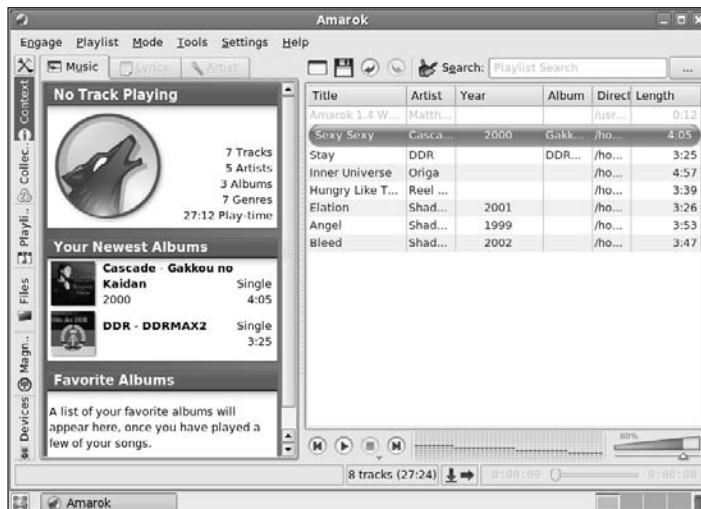 Amarok
Engage Playlist Mode Tools Settings Help
Music Lyrics Artist
Search: Playlist Search ...
Context
Collec..
Playli..
Files
Magn..
Devices
No Track Playing
7 Tracks
5 Artists
3 Albums
7 Genres
27:12 Play-time
Your Newest Albums
Cascade - Gakkou no
Kaidan Single
2000 4:05
DDR - DDRMAX2 Single
3:25
Favorite Albums
A list of your favorite albums will
appear here, once you have played a
few of your songs.
Title Artist Year Album Direct Length
Amarok 1.4 W... Matth... /usr... 0:12
Sexy Sexy Casca... 2000 Gakk... /ho... 4:05
Stay DDR DDR... /ho... 3:25
Inner Universe Origa /ho... 4:57
Hungry Like T... Reel ... /ho... 3:39
Elation Shad... 2001 /ho... 3:26
Angel Shad... 1999 /ho... 3:53
Bleed Shad... 2002 /ho... 3:47
80%
8 tracks (27:24) 0:00:00 0:00:00
Amarok